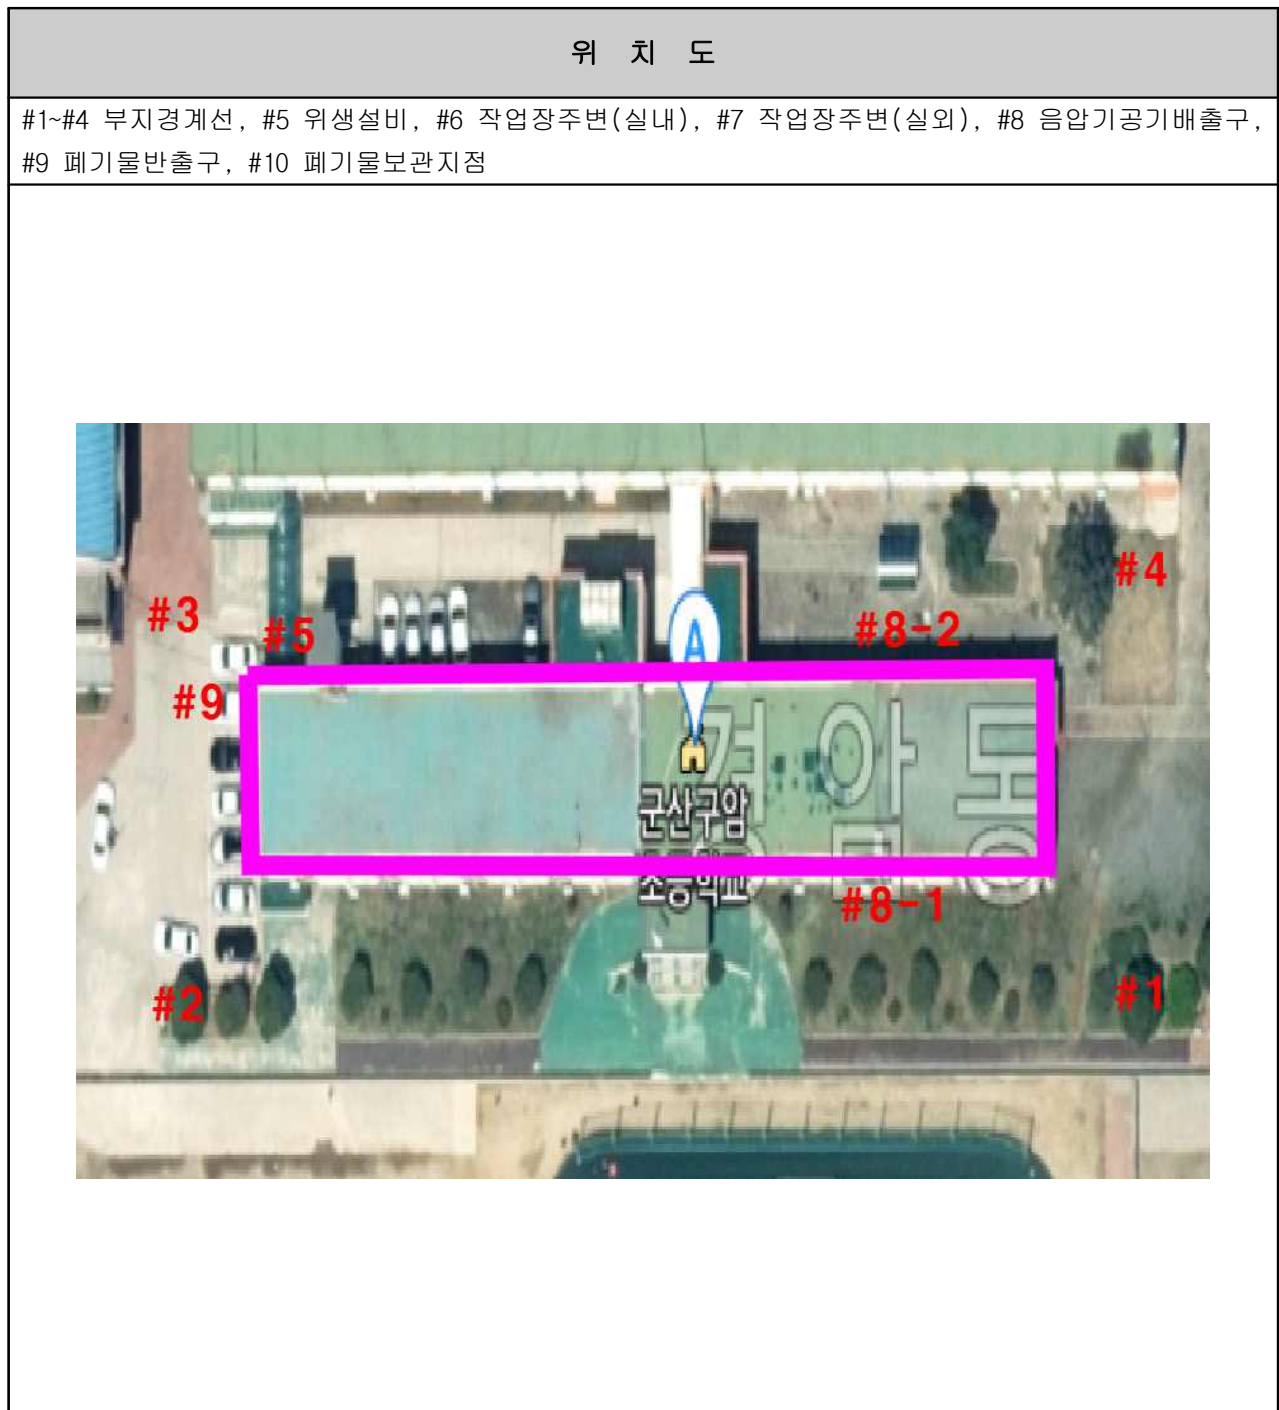 위 치 도
#1~#4 부지경계선, #5 위생설비, #6 작업장주변(실내), #7 작업장주변(실외), #8 음압기공기배출구,
#9 폐기물반출구, #10 폐기물보관지점
#4
#3
#5
#8-2
A
#9
경 암 동
군산구암
초등학교
#8-1
#2
#1